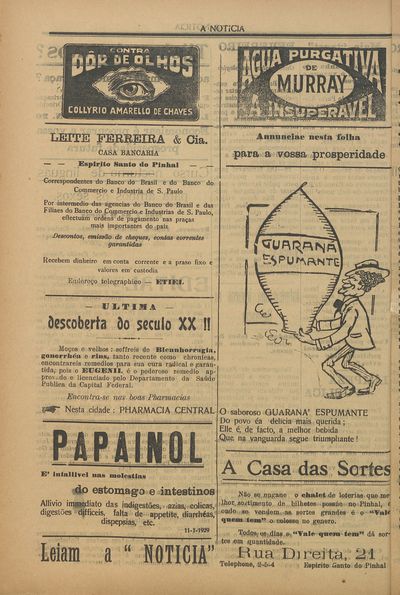 A NOTICIA
CONTRA
DÔR DE OLHOS
COLLYRIO AMARELLO DE CHAVES
LEITE FERREIRA & Cia.
CASA BANCARIA
— — Espirito Santo do Pinhal
Correspondentes do Banco do Brasil e do Banco do
Commercio e Industria de S. Paulo
Por intermedio das agencias do Banco do Brasil e das
Filiaes do Banco do Commercio e Industria de S. Paulo,
effectuam ordens de pagamento nas praças
mais importantes do paiz
Descontos, emissão de cheques, contas correntes
garantidas
Recebem dinheiro em conta corrente e a praso fixo e
valores em custodia
Endereço telegraphico — ETIEL
— ULTIMA
descoberta do seculo XX !!
Moços e velhos: soffreis de Blenhorragia,
gonorrhéa e rins, tanto recente como chronicas,
encontrareis remedios para sua cura radical e garan-
tida, pois o EUGENIL é o poderoso remedio ap-
provado e licenciado pelo Departamento da Saúde
Publica da Capital Federal.
Encontra-se nas boas Pharmacias
Nesta cidade: PHARMACIA CENTRAL
PAPAINOL
E' infallivel nas molestias
do estomago e intestinos
Allivio immediato das indigestões, azias, colicas,
digestões difficeis, falta de appetite, diarrhéas,
dispepsias, etc.
11-1-1929
Leiam a " NOTICIA"
AGUA PURGATIVA
DE
MURRAY
A INSUPERAVEL
Annunciae nesta folha
para a vossa prosperidade
GUARANÁ
ESPUMANTE
O saboroso GUARANA' ESPUMANTE
Do povo é a delicia mais querida;
Elle é, de facto, a melhor bebida
Que na vanguarda segue triumphante!
A Casa das Sortes
Não se engane o chalet de loterias que me-
lhor sortimento de bilhetes possúe no Pinhal, e
onde se vendem as sortes grandes é o "Vale
quem tem" o colosso no genero.
Todos os dias o "Vale quem tem" dá sor-
tes em quantidade.
Rua Direita, 21
Telephone, 2-5-4 Espirito Santo do Pinhal